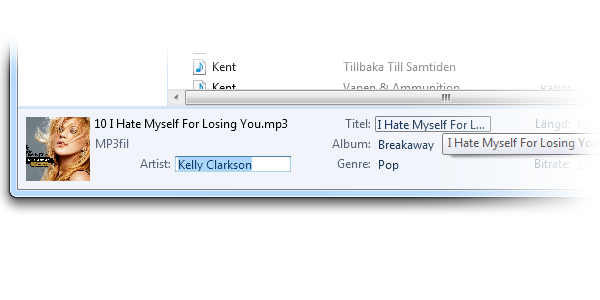 Kent Tillbaka Till Samtiden
Kent Vapen & Ammunition
10 I Hate Myself For Losing You.mp3 Titel: I Hate Myself For L... Längd:
MP3fil Album: Breakaway I Hate Myself For Losing You
Artist: Kelly Clarkson Genre: Pop Bitrate: